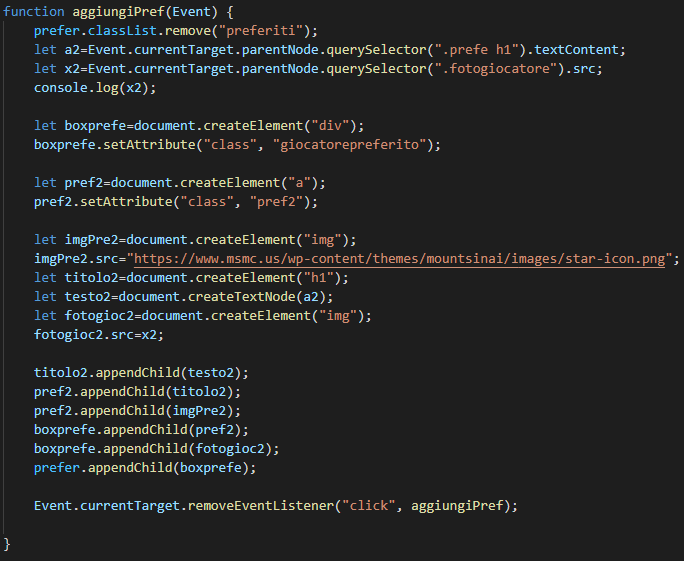 function aggiungiPref(Event) {
    prefer.classList.remove("preferiti");
    let a2=Event.currentTarget.parentNode.querySelector(".prefe h1").textContent;
    let x2=Event.currentTarget.parentNode.querySelector(".fotogiocatore").src;
    console.log(x2);

    let boxprefe=document.createElement("div");
    boxprefe.setAttribute("class", "giocatorepreferito");

    let pref2=document.createElement("a");
    pref2.setAttribute("class", "pref2");

    let imgPre2=document.createElement("img");
    imgPre2.src="https://www.msmc.us/wp-content/themes/mountsinai/images/star-icon.png";
    let titolo2=document.createElement("h1");
    let testo2=document.createTextNode(a2);
    let fotogioc2=document.createElement("img");
    fotogioc2.src=x2;

    titolo2.appendChild(testo2);
    pref2.appendChild(titolo2);
    pref2.appendChild(imgPre2);
    boxprefe.appendChild(pref2);
    boxprefe.appendChild(fotogioc2);
    prefer.appendChild(boxprefe);

    Event.currentTarget.removeEventListener("click", aggiungiPref);

}